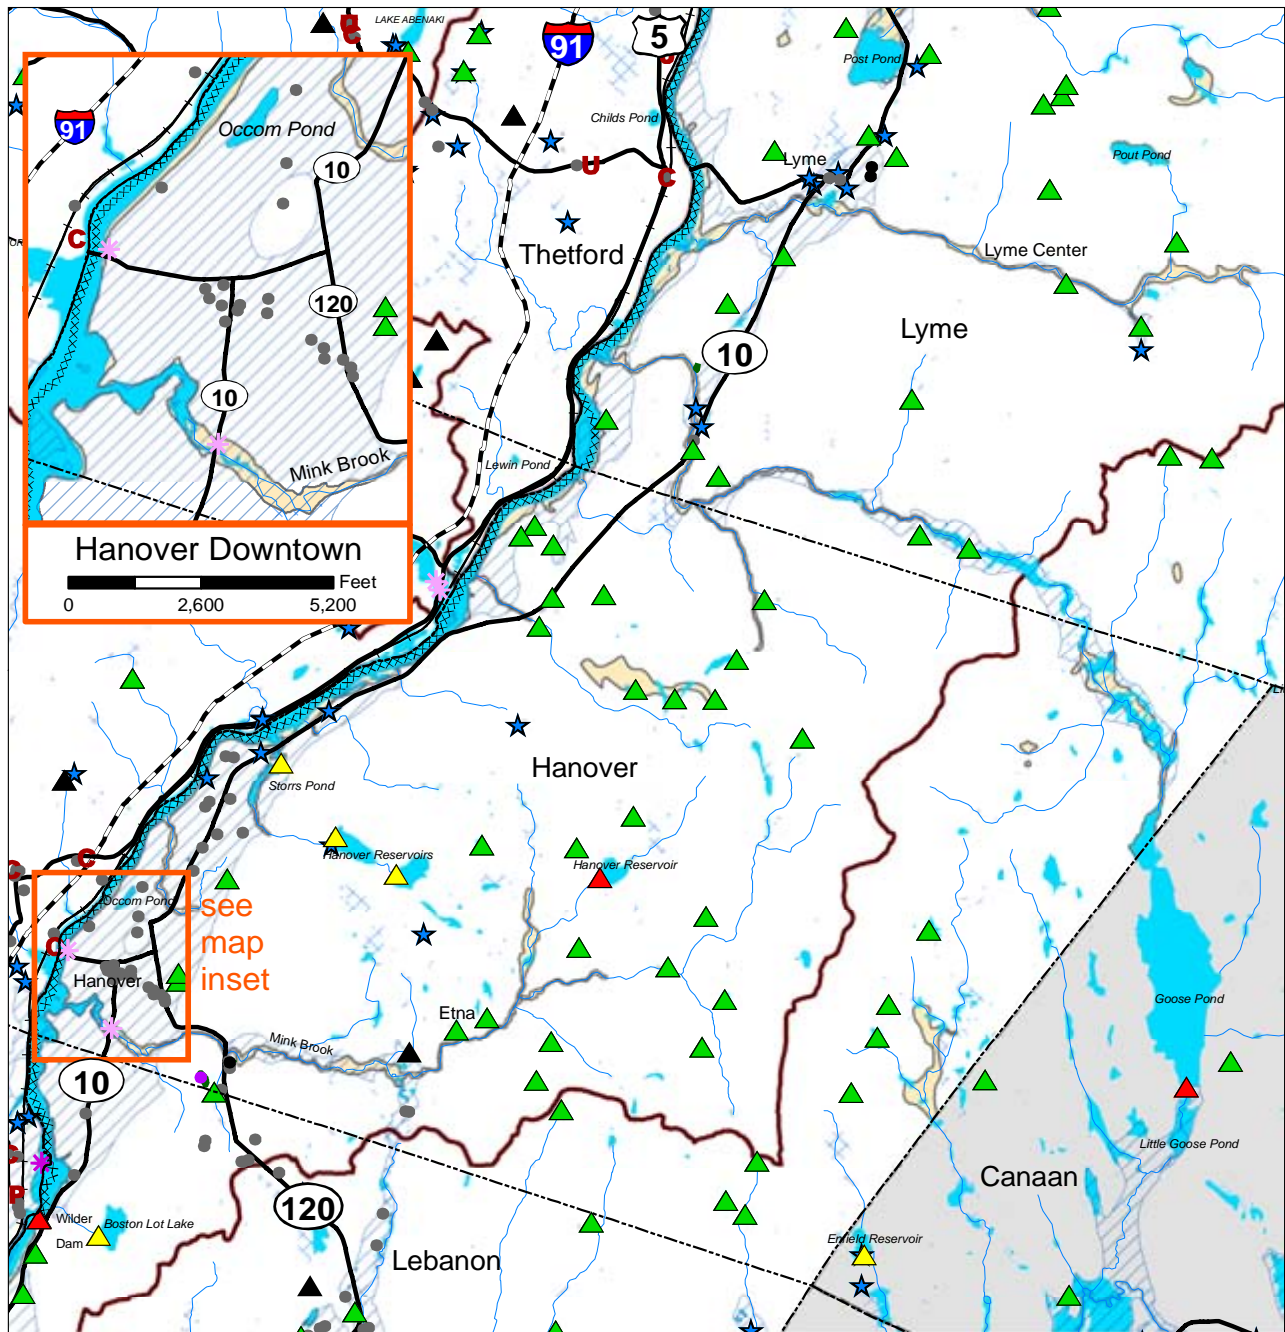 LAKE ABENAKI
91
5
Post Pond
91
Occom Pond
Childs Pond
10
U
C
Lyme
Pout Pond
C
Thetford
Lyme Center
120
10
Lyme
10
Lewin Pond
Mink Brook
Hanover Downtown
Feet
0 2,600 5,200
Hanover
Storrs Pond
Hanover Reservoirs
Hanover Reservoir
C
Occom Pond
see
map
inset
C
Hanover
Goose Pond
Etna
Mink Brook
10
Little Goose Pond
Canaan
120
Wilder
Dam
Boston Lot Lake
Enfield Reservoir
Lebanon